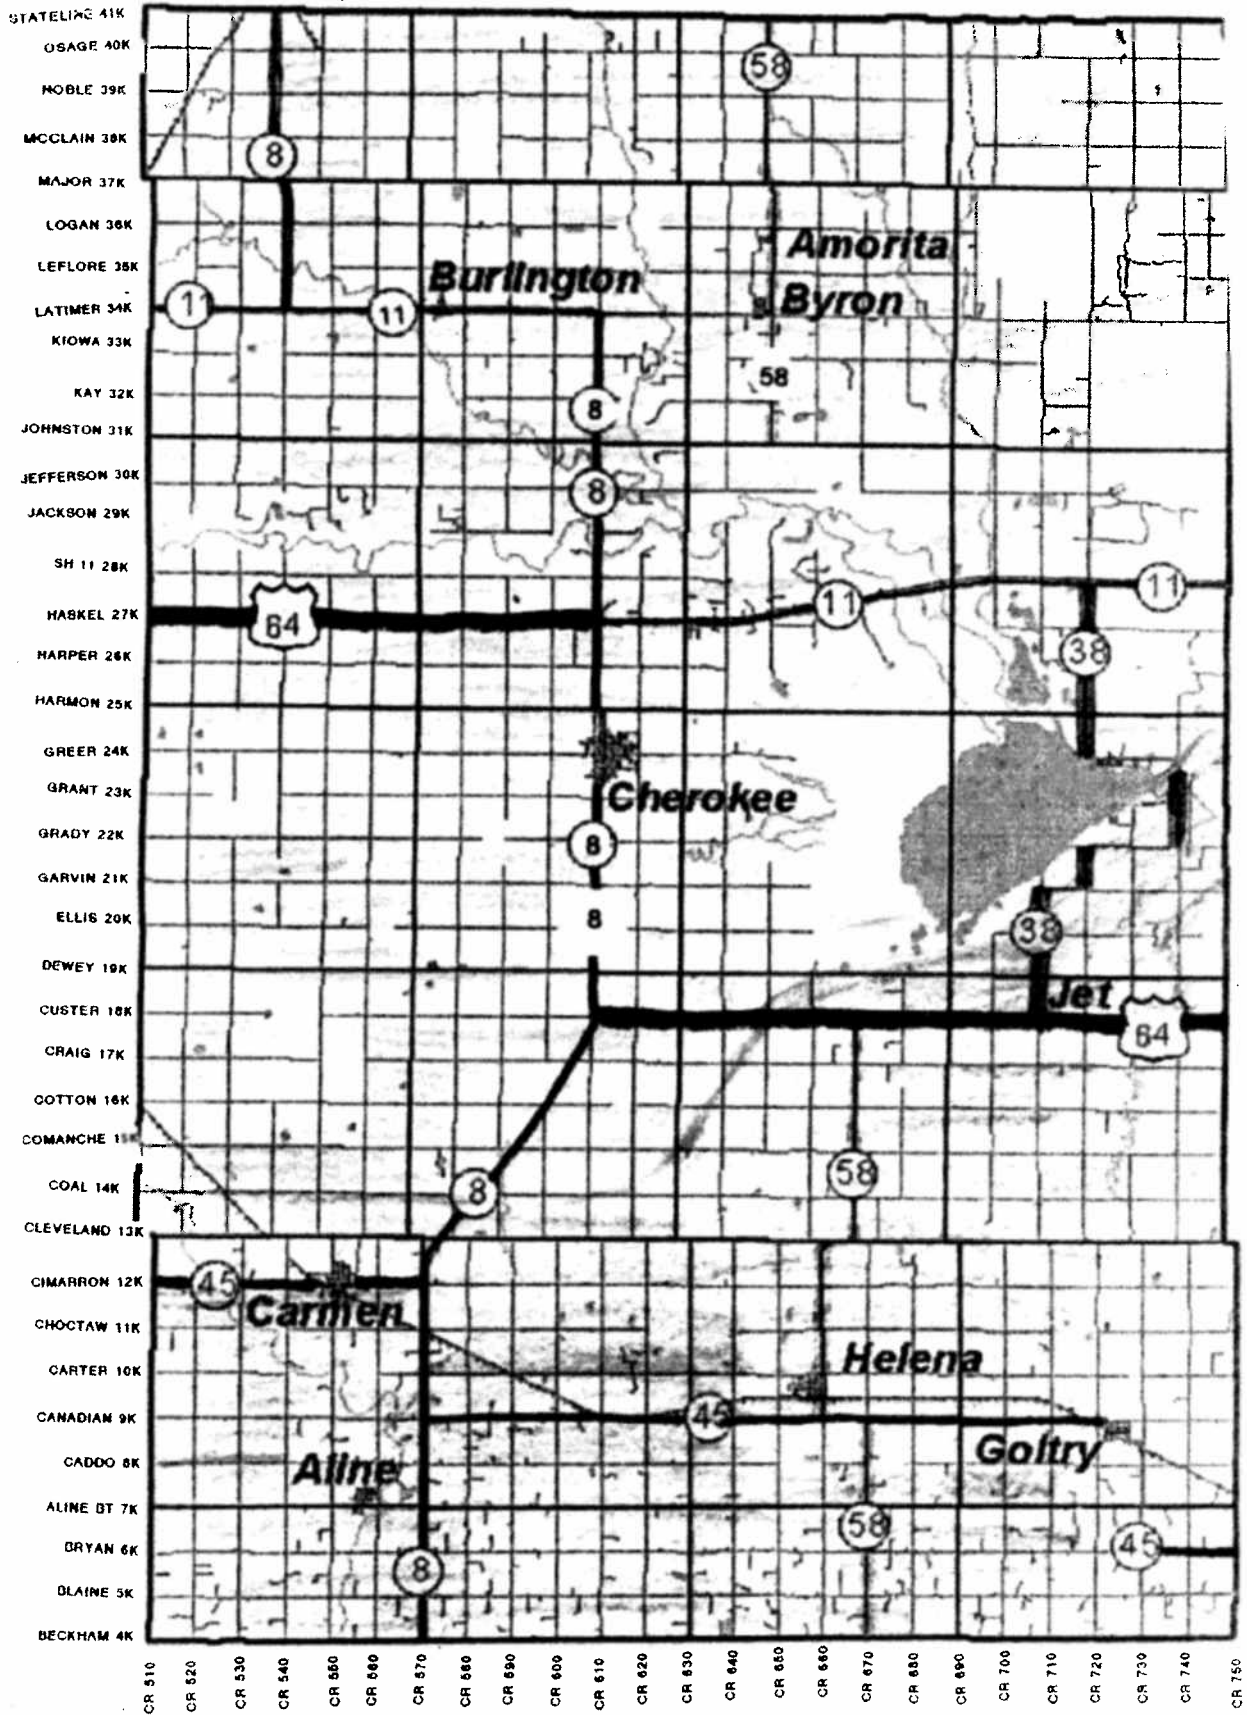 STATELINE 41K
OSAGE 40K
58
NOBLE 39K
MCCLAIN 38K
8
MAJOR 37K
LOGAN 36K
Amorita
LEFLORE 35K
Burlington
Byron
LATIMER 34K
11
11
KIOWA 33K
58
KAY 32K
8
JOHNSTON 31K
JEFFERSON 30K
8
JACKSON 29K
SH 11 28K
11
HASKEL 27K
64
11
HARPER 26K
38
HARMON 25K
GREER 24K
GRANT 23K
Cherokee
GRADY 22K
8
GARVIN 21K
ELLIS 20K
8
38
DEWEY 19K
Jet
CUSTER 18K
64
CRAIG 17K
COTTON 16K
COMANCHE 15K
58
COAL 14K
8
CLEVELAND 13K
CIMARRON 12K
45
Carmen
CHOCTAW 11K
Helena
CARTER 10K
CANADIAN 9K
45
Goltry
CADDO 8K
Aline
ALINE BT 7K
58
BRYAN 6K
45
8
BLAINE 5K
BECKHAM 4K
CR 510
CR 520
CR 530
CR 540
CR 550
CR 560
CR 570
CR 580
CR 590
CR 600
CR 610
CR 620
CR 630
CR 640
CR 650
CR 660
CR 670
CR 680
CR 690
CR 700
CR 710
CR 720
CR 730
CR 740
CR 750